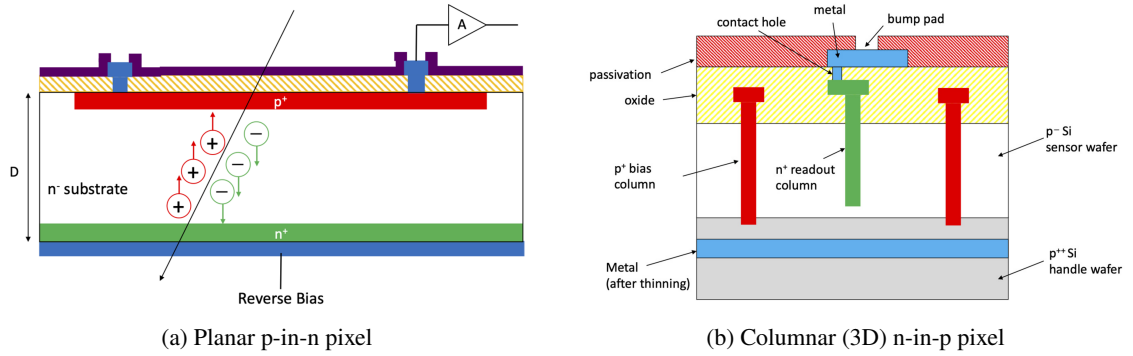 A
p+
D
+
+
+
−
−
−
n- substrate
n+
Reverse Bias
(a) Planar p-in-n pixel
metal
contact hole
bump pad
passivation
oxide
p+ bias
column
n+ readout
column
p− Si
sensor wafer
Metal
(after thinning)
p++ Si
handle wafer
(b) Columnar (3D) n-in-p pixel